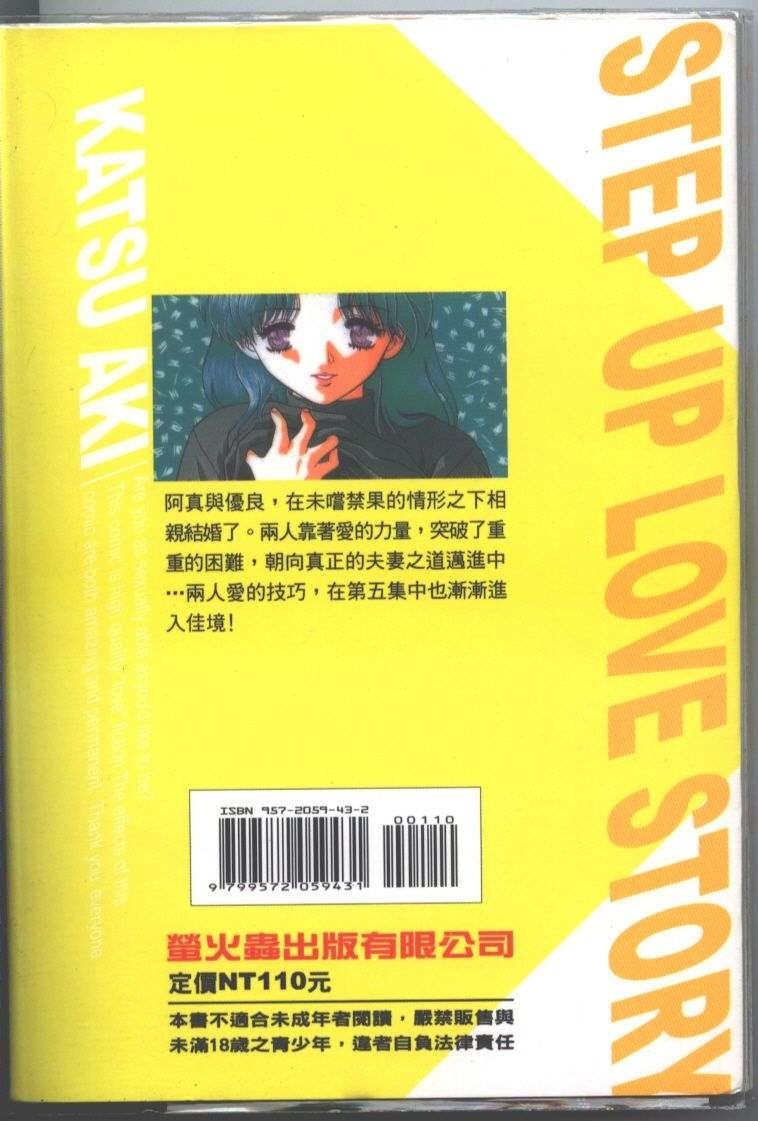 STEP UP LOVE STORY
KATSU AKI
阿真與優良，在未嚐禁果的情形之下相
親結婚了。兩人靠著愛的力量，突破了重
重的困難，朝向真正的夫妻之道邁進中
…兩人愛的技巧，在第五集中也漸漸進
入佳境！
ISBN 957-2059-43-2
00110
9 799572 059431
螢火蟲出版有限公司
定價NT110元
本書不適合未成年者閱讀，嚴禁販售與
未滿18歲之青少年，違者自負法律責任